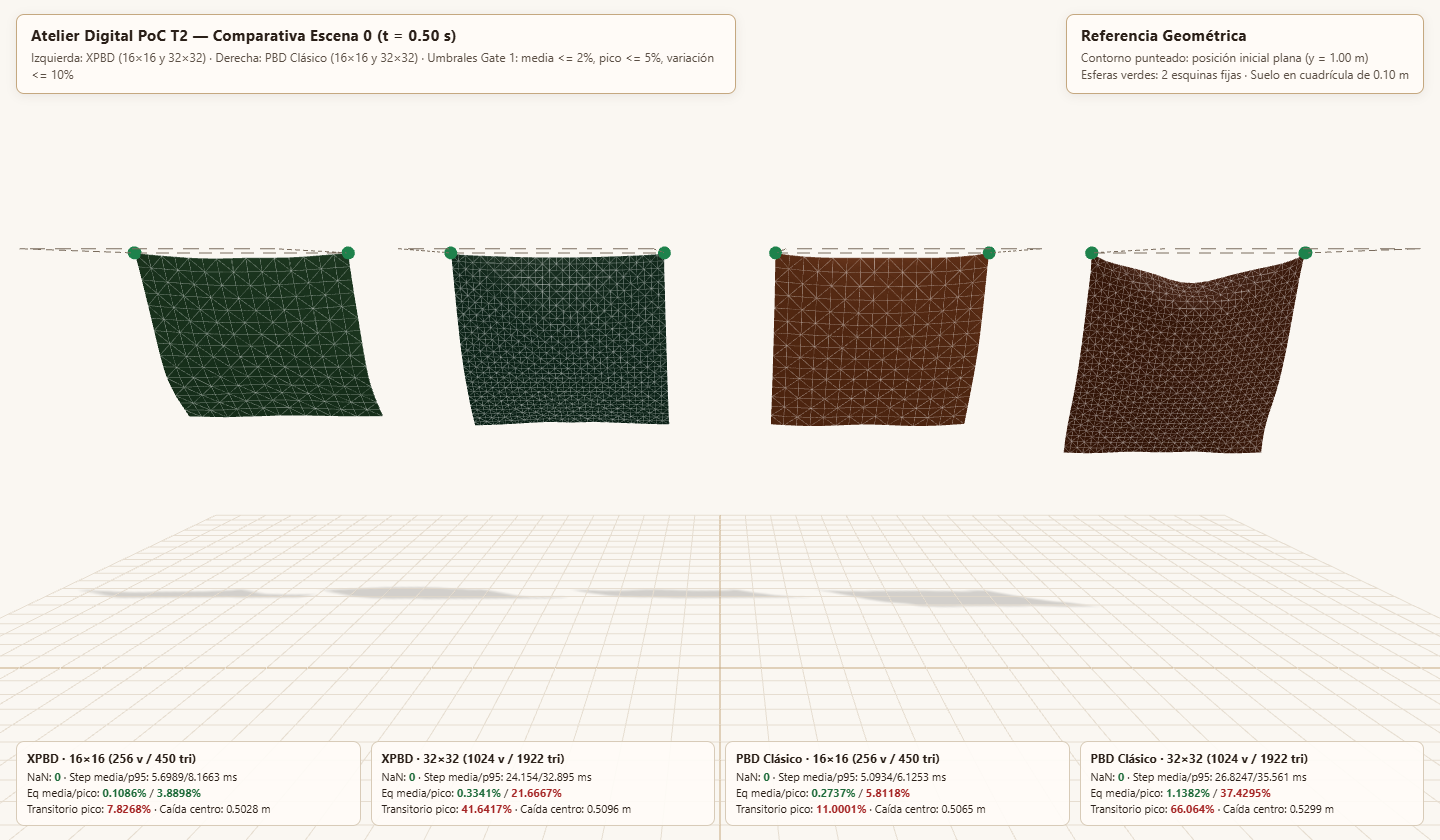 Atelier Digital PoC T2 — Comparativa Escena 0 (t = 0.50 s)
Izquierda: XPBD (16×16 y 32×32) · Derecha: PBD Clásico (16×16 y 32×32) · Umbrales Gate 1: media <= 2%, pico <= 5%, variación
<= 10%
Referencia Geométrica
Contorno punteado: posición inicial plana (y = 1.00 m)
Esferas verdes: 2 esquinas fijas · Suelo en cuadrícula de 0.10 m
XPBD · 16×16 (256 v / 450 tri)
NaN: 0 · Step media/p95: 5.6989/8.1663 ms
Eq media/pico: 0.1086% / 3.8898%
Transitorio pico: 7.8268% · Caída centro: 0.5028 m
XPBD · 32×32 (1024 v / 1922 tri)
NaN: 0 · Step media/p95: 24.154/32.895 ms
Eq media/pico: 0.3341% / 21.6667%
Transitorio pico: 41.6417% · Caída centro: 0.5096 m
PBD Clásico · 16×16 (256 v / 450 tri)
NaN: 0 · Step media/p95: 5.0934/6.1253 ms
Eq media/pico: 0.2737% / 5.8118%
Transitorio pico: 11.0001% · Caída centro: 0.5065 m
PBD Clásico · 32×32 (1024 v / 1922 tri)
NaN: 0 · Step media/p95: 26.8247/35.561 ms
Eq media/pico: 1.1382% / 37.4295%
Transitorio pico: 66.064% · Caída centro: 0.5299 m